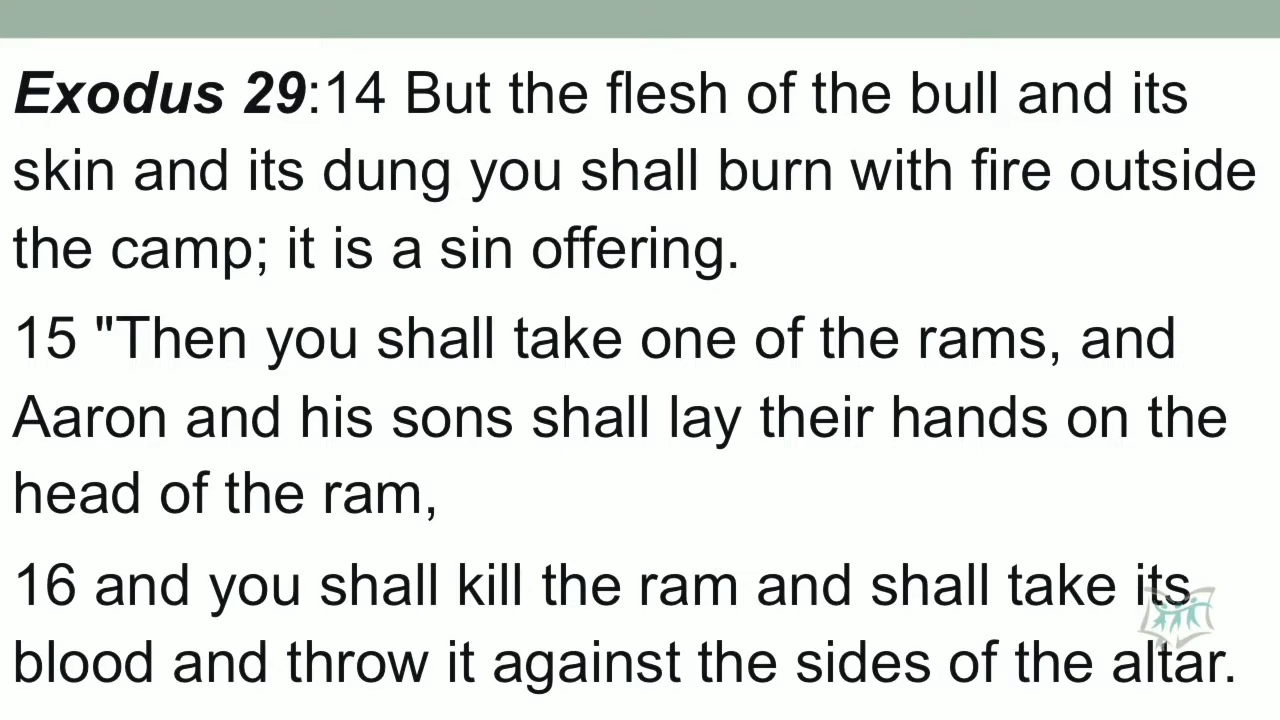 Exodus 29:14 But the flesh of the bull and its
skin and its dung you shall burn with fire outside
the camp; it is a sin offering.
15 "Then you shall take one of the rams, and
Aaron and his sons shall lay their hands on the
head of the ram,
16 and you shall kill the ram and shall take its
blood and throw it against the sides of the altar.